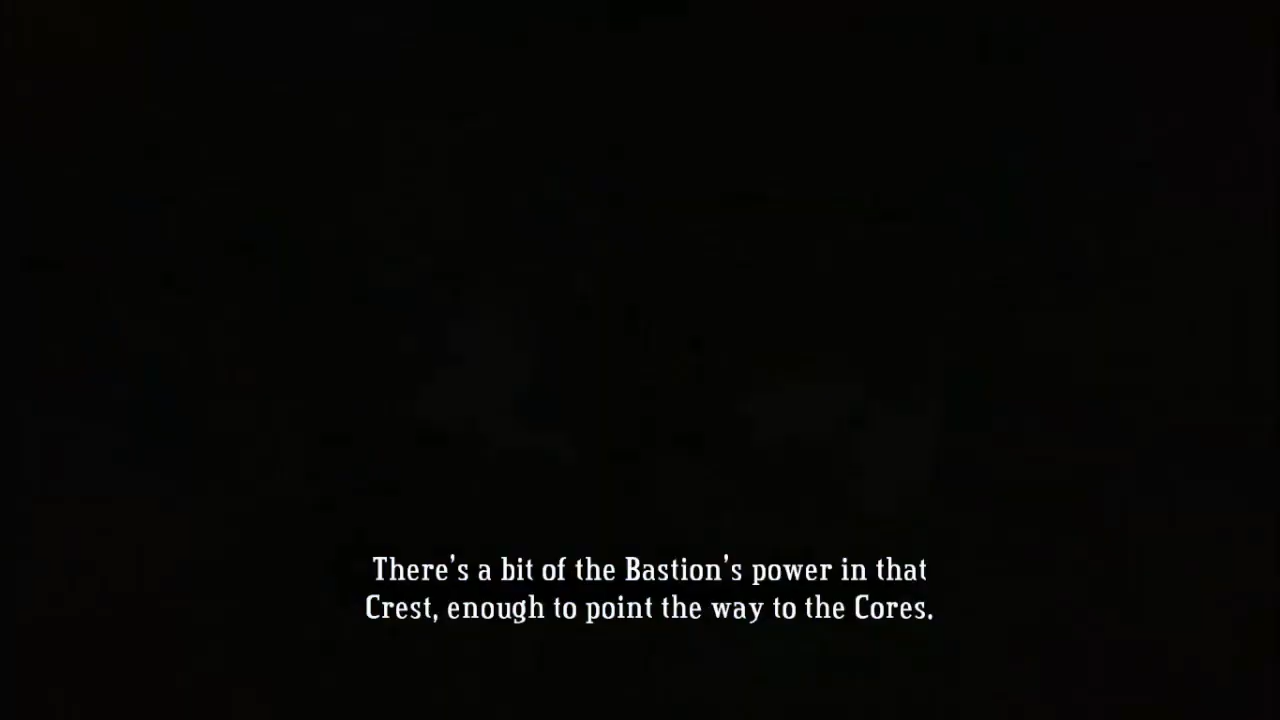 There's a bit of the Bastion's power in that
Crest, enough to point the way to the Cores.